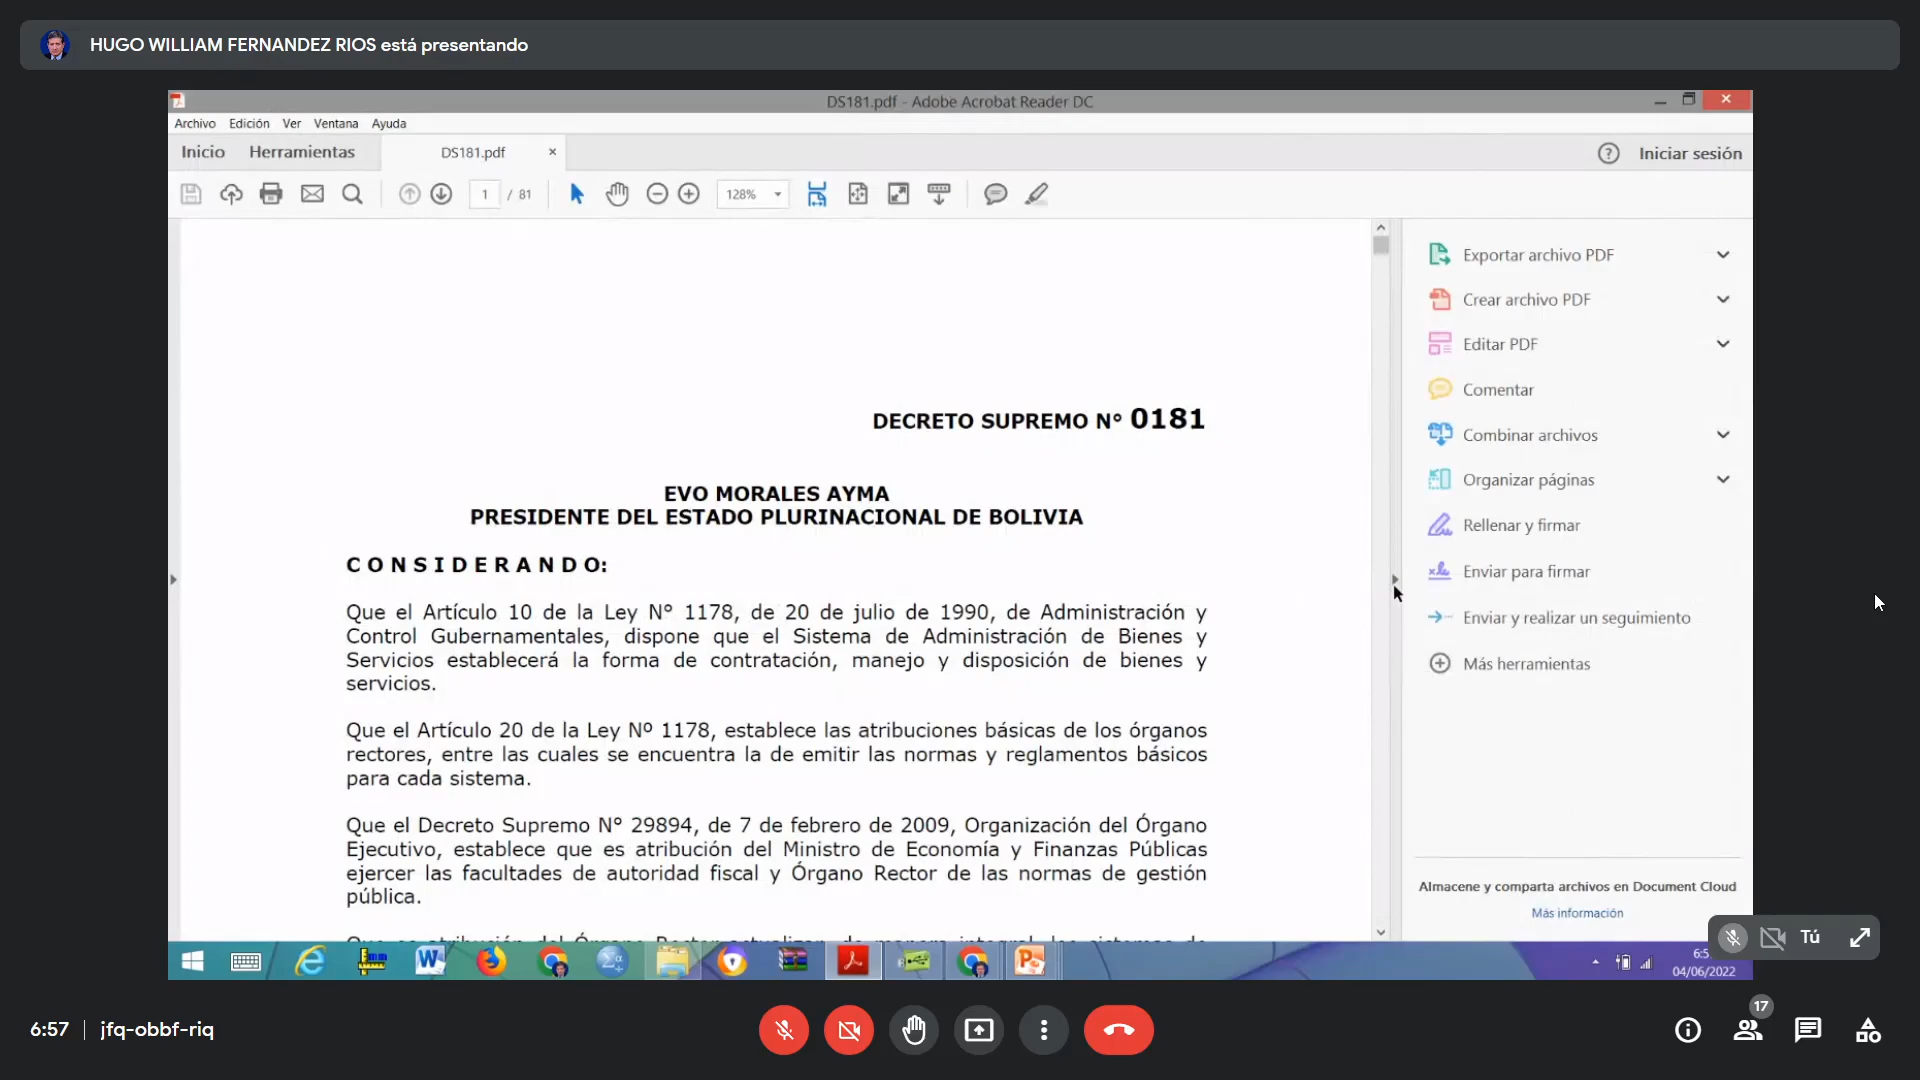 HUGO WILLIAM FERNANDEZ RIOS está presentando
DS181.pdf - Adobe Acrobat Reader DC
Archivo Edición Ver Ventana Ayuda
Inicio Herramientas DS181.pdf × Iniciar sesión
1 / 81 128%
DECRETO SUPREMO N° 0181
EVO MORALES AYMA
PRESIDENTE DEL ESTADO PLURINACIONAL DE BOLIVIA
C O N S I D E R A N D O:
Que el Artículo 10 de la Ley N° 1178, de 20 de julio de 1990, de Administración y
Control Gubernamentales, dispone que el Sistema de Administración de Bienes y
Servicios establecerá la forma de contratación, manejo y disposición de bienes y
servicios.
Que el Artículo 20 de la Ley Nº 1178, establece las atribuciones básicas de los órganos
rectores, entre las cuales se encuentra la de emitir las normas y reglamentos básicos
para cada sistema.
Que el Decreto Supremo N° 29894, de 7 de febrero de 2009, Organización del Órgano
Ejecutivo, establece que es atribución del Ministro de Economía y Finanzas Públicas
ejercer las facultades de autoridad fiscal y Órgano Rector de las normas de gestión
pública.
Exportar archivo PDF
Crear archivo PDF
Editar PDF
Comentar
Combinar archivos
Organizar páginas
Rellenar y firmar
Enviar para firmar
Enviar y realizar un seguimiento
Más herramientas
Almacene y comparta archivos en Document Cloud
Más información
Tú
04/06/2022
6:57 jfq-obbf-riq
17